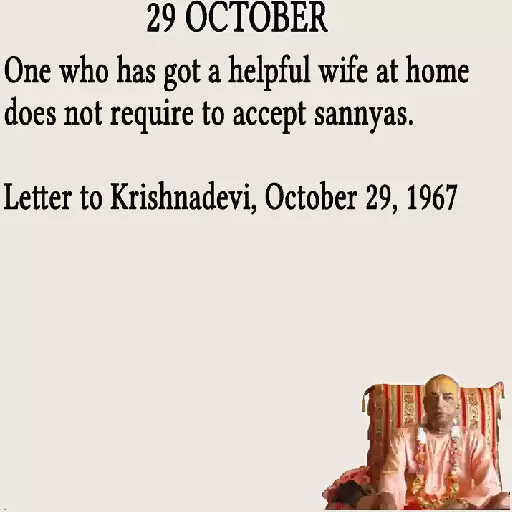 29 OCTOBER
One who has got a helpful wife at home
does not require to accept sannyas.
Letter to Krishnadevi, October 29, 1967